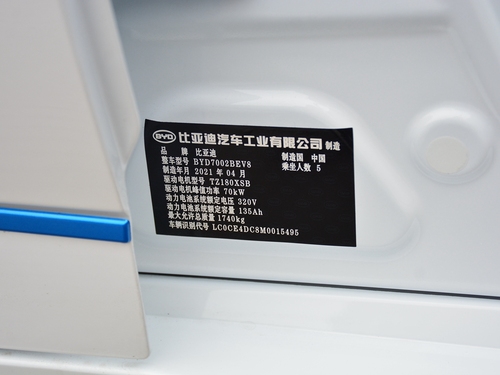 BYD 比亚迪汽车工业有限公司 制造
品 牌 比亚迪 制造国 中国
整车型号 BYD7002BEV8 乘坐人数 5
制造年月 2021 年 04 月
驱动电机型号 TZ180XSB
驱动电机峰值功率 70kW
动力电池系统额定电压 320V
动力电池系统额定容量 135Ah
最大允许总质量 1740kg
车辆识别代号 LC0CE4DC8M0015495